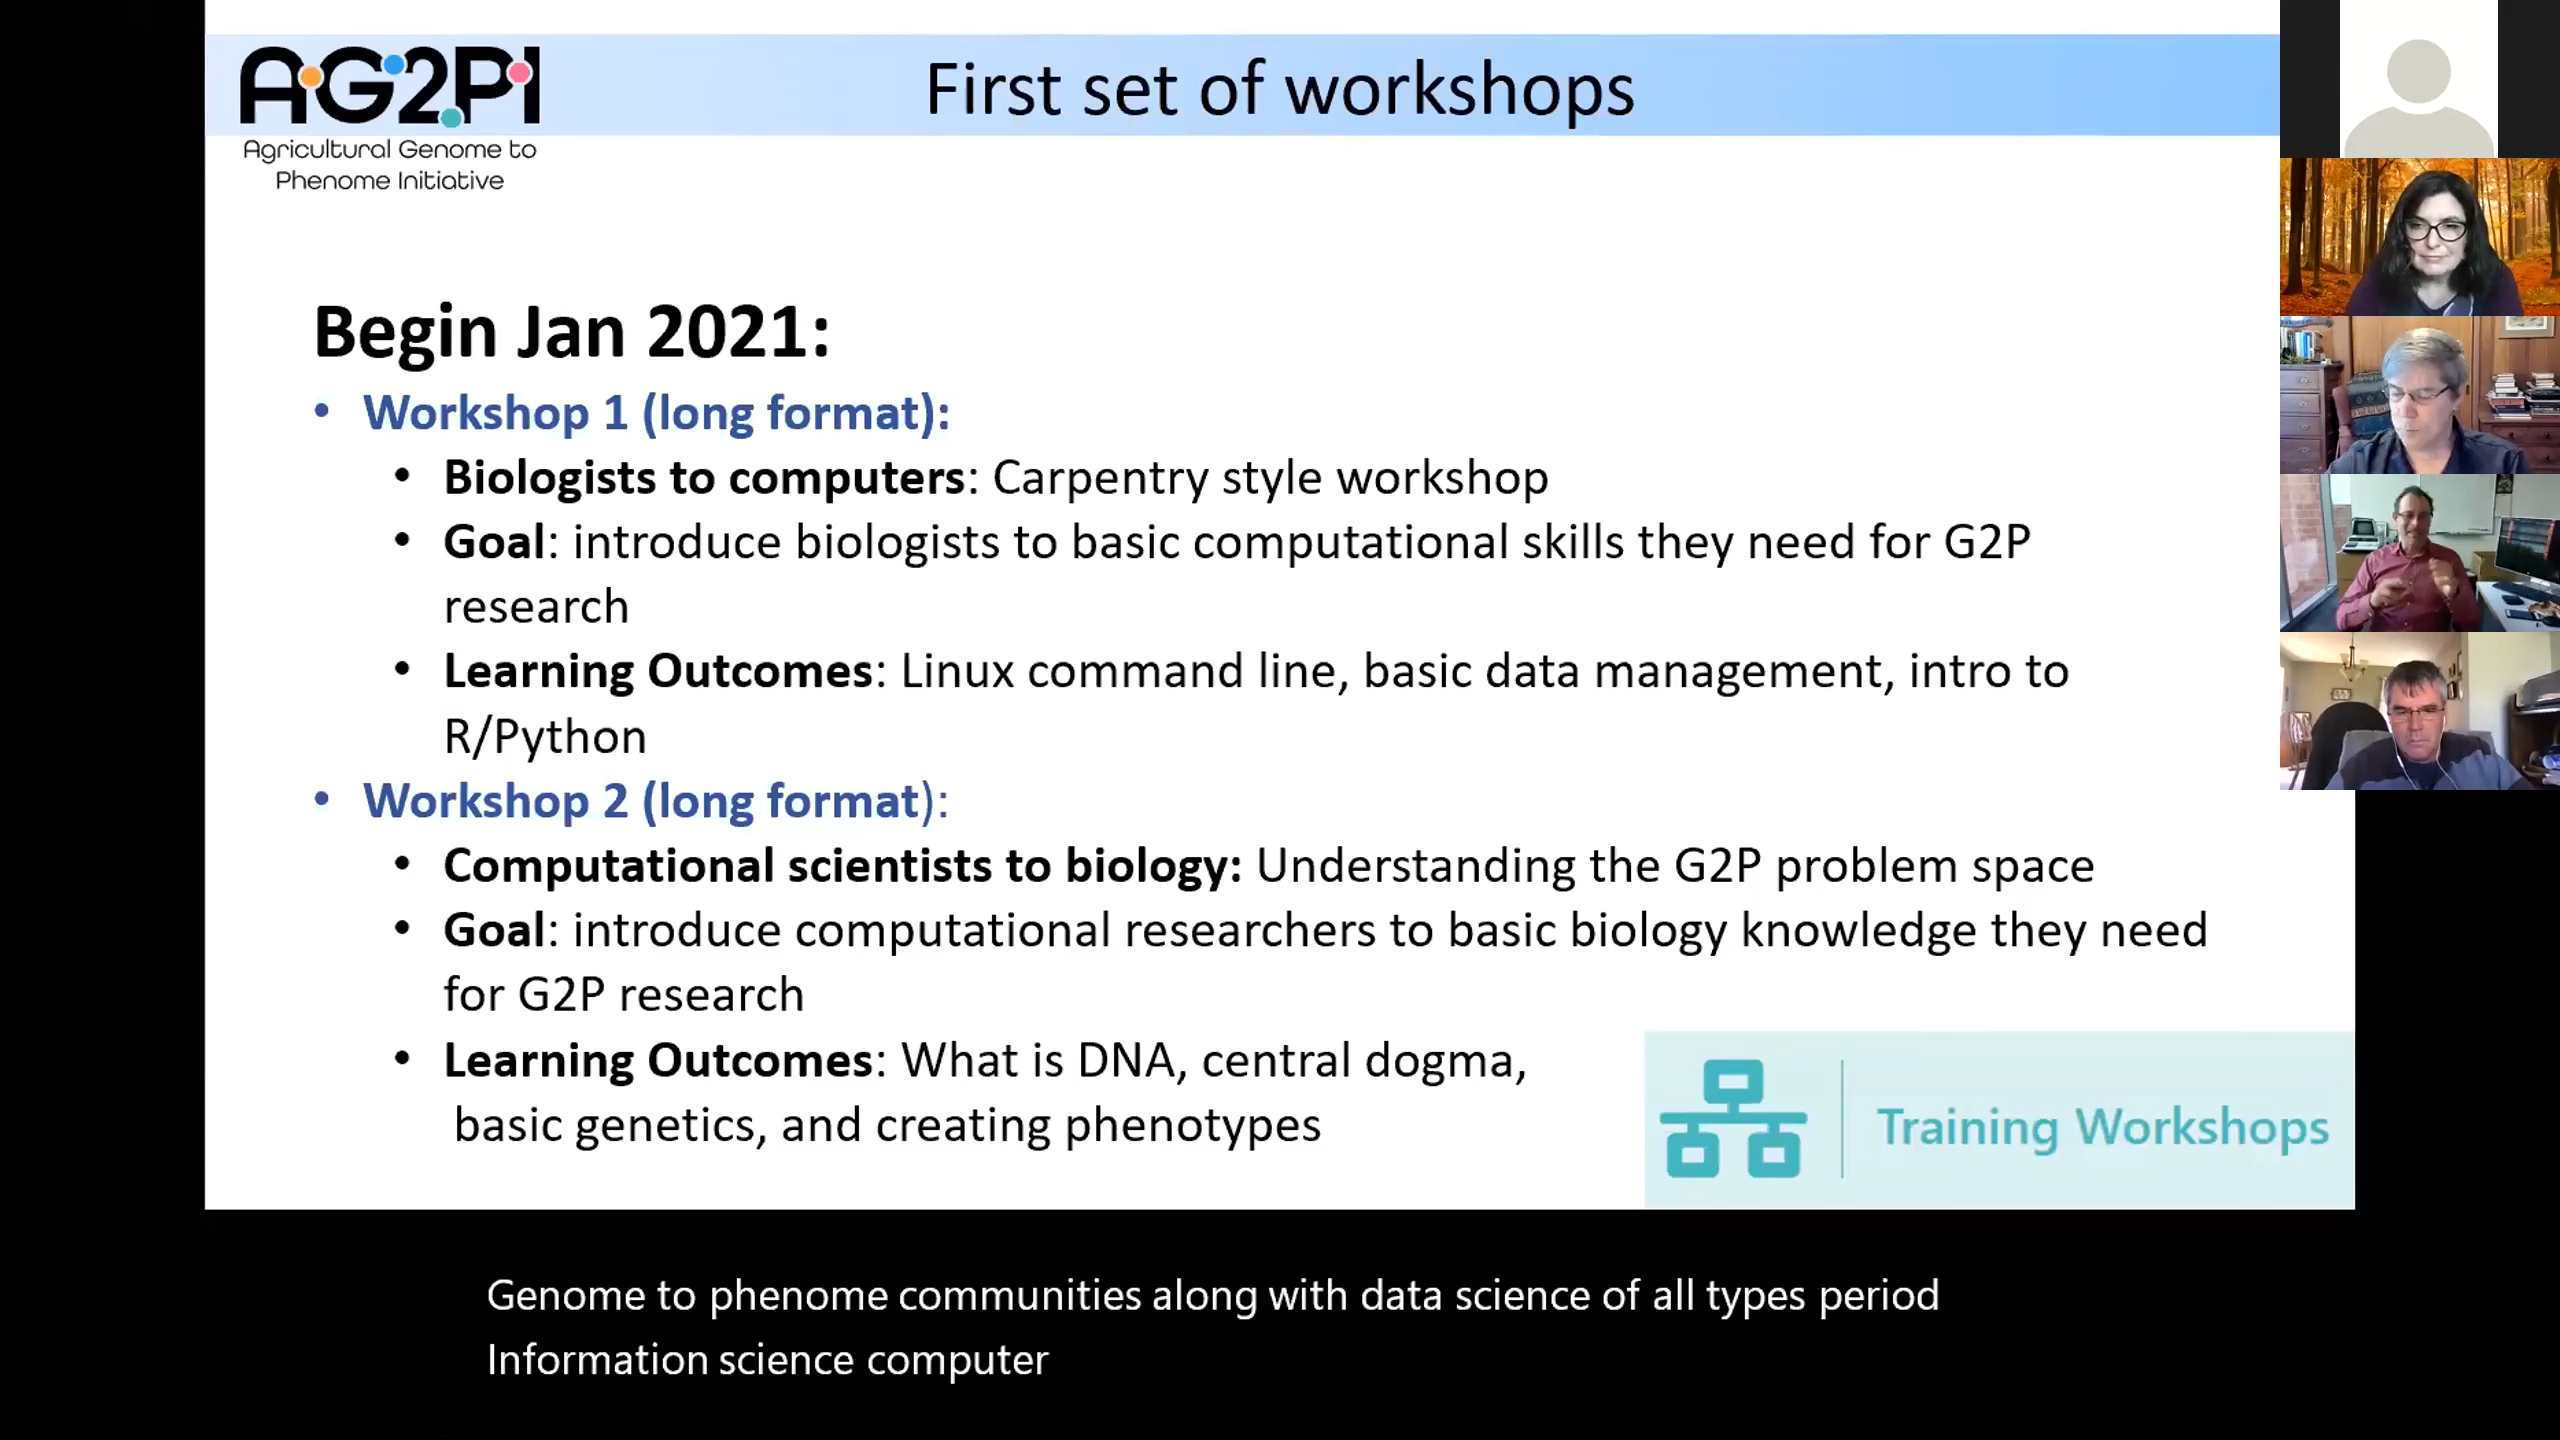 AG2PI
Agricultural Genome to
Phenome Initiative
First set of workshops
Begin Jan 2021:
• Workshop 1 (long format):
• Biologists to computers: Carpentry style workshop
• Goal: introduce biologists to basic computational skills they need for G2P
research
• Learning Outcomes: Linux command line, basic data management, intro to
R/Python
• Workshop 2 (long format):
• Computational scientists to biology: Understanding the G2P problem space
• Goal: introduce computational researchers to basic biology knowledge they need
for G2P research
• Learning Outcomes: What is DNA, central dogma,
basic genetics, and creating phenotypes
Training Workshops
Genome to phenome communities along with data science of all types period
Information science computer